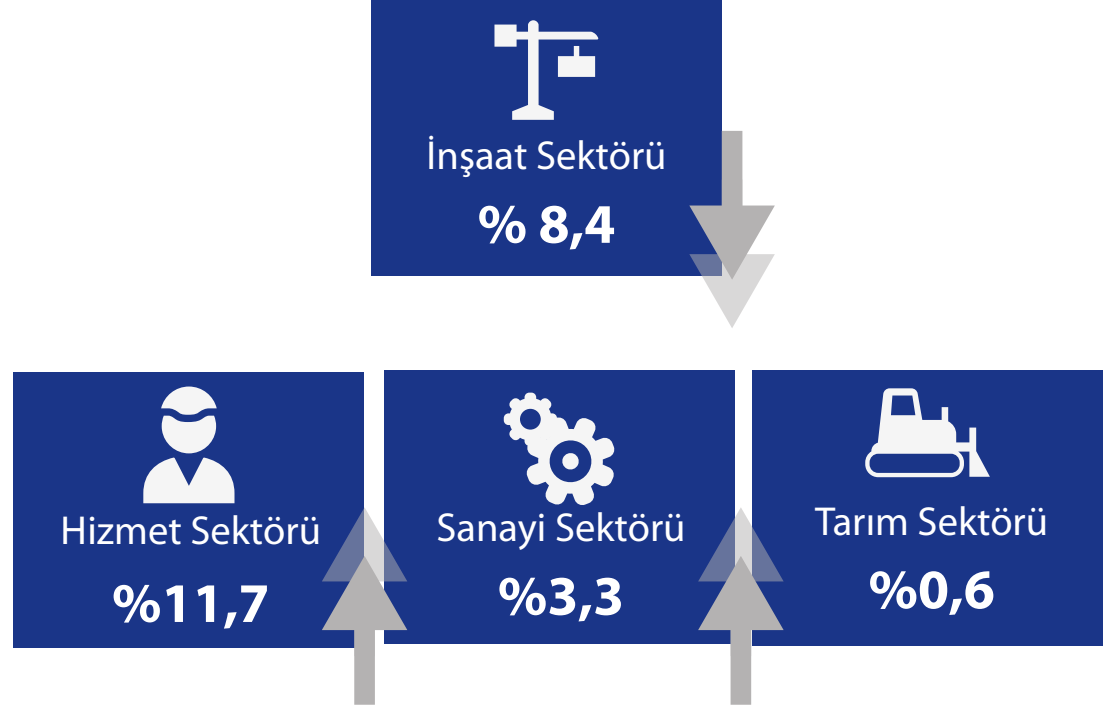 İnşaat Sektörü
% 8,4
Hizmet Sektörü
%11,7
Sanayi Sektörü
%3,3
Tarım Sektörü
%0,6